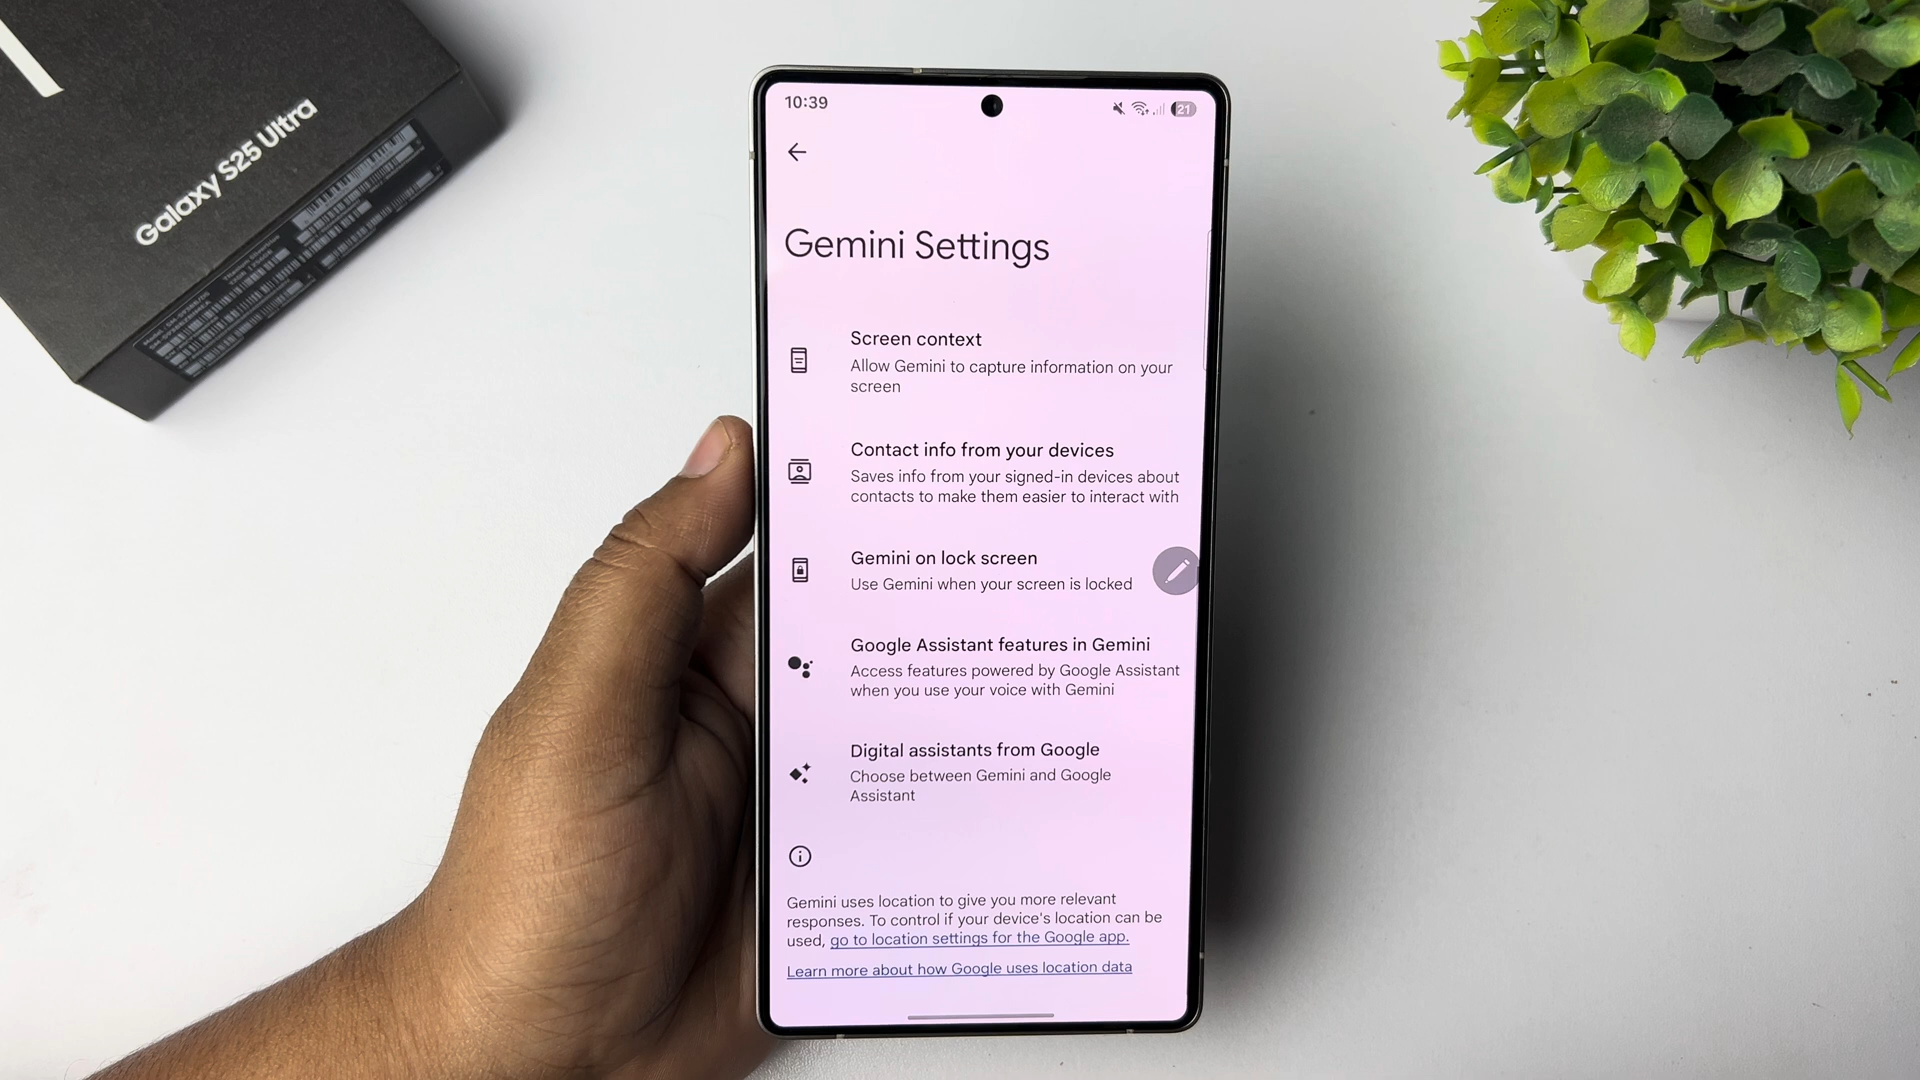 Galaxy S25 Ultra
10:39
21
Gemini Settings
Screen context
Allow Gemini to capture information on your
screen
Contact info from your devices
Saves info from your signed-in devices about
contacts to make them easier to interact with
Gemini on lock screen
Use Gemini when your screen is locked
Google Assistant features in Gemini
Access features powered by Google Assistant
when you use your voice with Gemini
Digital assistants from Google
Choose between Gemini and Google
Assistant
Gemini uses location to give you more relevant
responses. To control if your device's location can be
used, go to location settings for the Google app.
Learn more about how Google uses location data